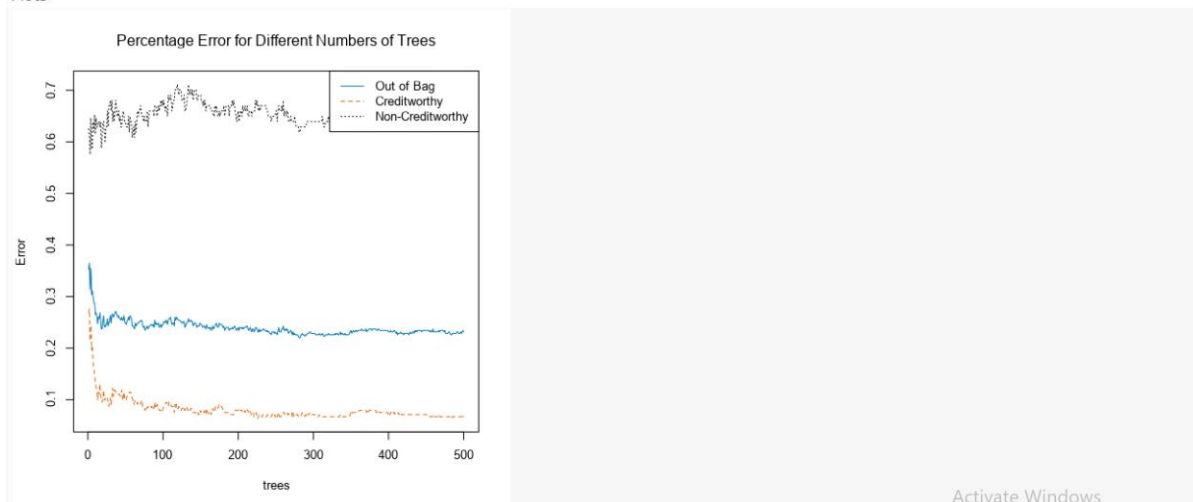 Percentage Error for Different Numbers of Trees
Out of Bag
Creditworthy
Non-Creditworthy
0.7
0.6
0.5
0.4
0.3
0.2
0.1
Error
0 100 200 300 400 500
trees
Activate Windows